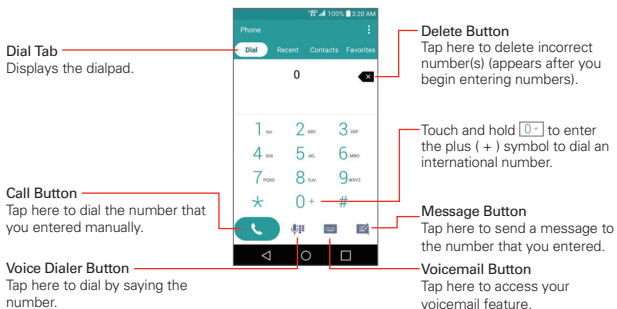 Dial Tab
Displays the dialpad.
Call Button
Tap here to dial the number that
you entered manually.
Voice Dialer Button
Tap here to dial by saying the
number.
100% 3:20 AM
Phone
Dial Recent Contacts Favorites
0
1
2 ABC 3 DEF
4 GHI 5 JKL 6 MNO
7 PQRS 8 TUV 9 WXYZ
* 0 + #
Delete Button
Tap here to delete incorrect
number(s) (appears after you
begin entering numbers).
Touch and hold 0 + to enter
the plus ( + ) symbol to dial an
international number.
Message Button
Tap here to send a message to
the number that you entered.
Voicemail Button
Tap here to access your
voicemail feature.